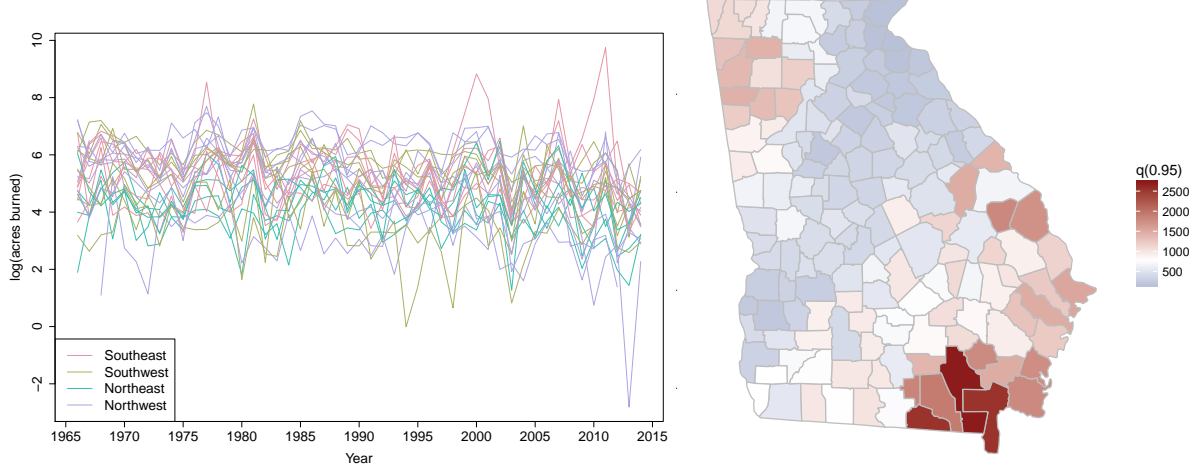 10
8
6
4
2
0
−2
log(acres burned)
Southeast
Southwest
Northeast
Northwest
1965 1970 1975 1980 1985 1990 1995 2000 2005 2010 2015
Year
q(0.95)
2500
2000
1500
1000
500